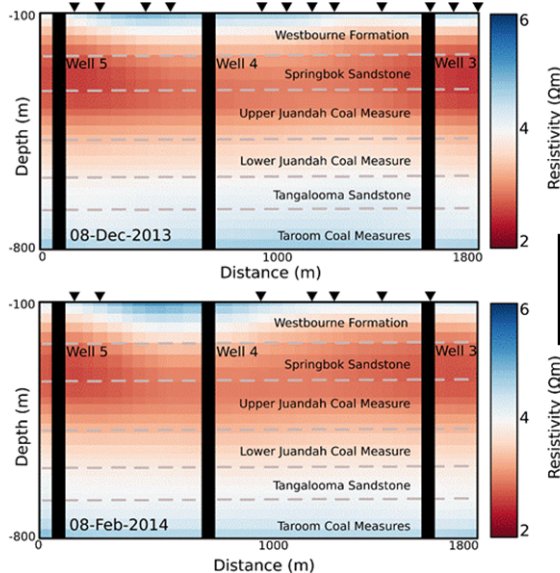 -100
Westbourne Formation
Well 5
Well 4
Well 3
Springbok Sandstone
Upper Juandah Coal Measure
Lower Juandah Coal Measure
Tangalooma Sandstone
08-Dec-2013
Taroom Coal Measures
-800
0
1000
1800
Depth (m)
Distance (m)
6
4
2
Resistivity (Ωm)
-100
Westbourne Formation
Well 5
Well 4
Well 3
Springbok Sandstone
Upper Juandah Coal Measure
Lower Juandah Coal Measure
Tangalooma Sandstone
08-Feb-2014
Taroom Coal Measures
-800
0
1000
1800
Depth (m)
Distance (m)
6
4
2
Resistivity (Ωm)